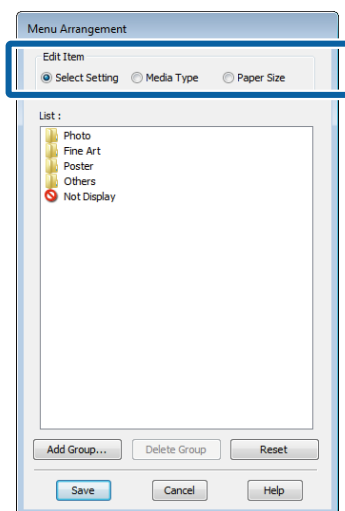 Menu Arrangement
Edit Item
Select Setting Media Type Paper Size
List :
Photo
Fine Art
Poster
Others
Not Display
Add Group... Delete Group Reset
Save Cancel Help